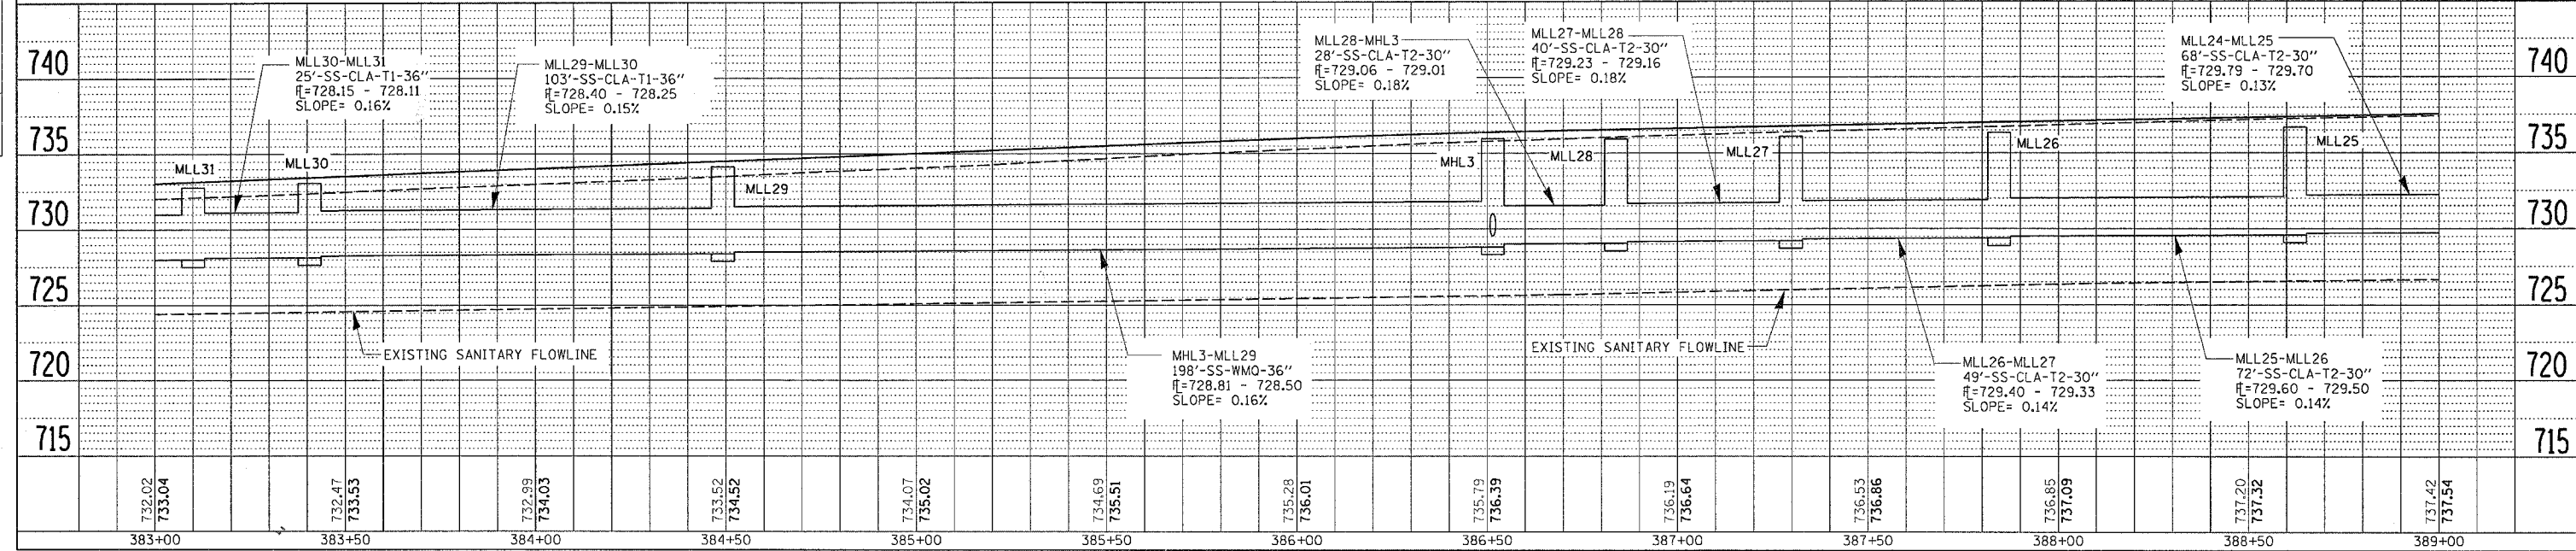 740
735
730
725
720
715
MLL30-MLL31
25'-SS-CLA-T1-36"
FL=728.15 - 728.11
SLOPE= 0.16%
MLL29-MLL30
103'-SS-CLA-T1-36"
FL=728.40 - 728.25
SLOPE= 0.15%
MLL28-MHL3
28'-SS-CLA-T2-30"
FL=729.06 - 729.01
SLOPE= 0.18%
MLL27-MLL28
40'-SS-CLA-T2-30"
FL=729.23 - 729.16
SLOPE= 0.18%
MLL24-MLL25
68'-SS-CLA-T2-30"
FL=729.79 - 729.70
SLOPE= 0.13%
740
735
730
725
720
715
MLL31
MLL30
MLL29
MHL3
MLL28
MLL27
MLL26
MLL25
EXISTING SANITARY FLOWLINE
MHL3-MLL29
198'-SS-WMQ-36"
FL=728.81 - 728.50
SLOPE= 0.16%
EXISTING SANITARY FLOWLINE
MLL26-MLL27
49'-SS-CLA-T2-30"
FL=729.40 - 729.33
SLOPE= 0.14%
MLL25-MLL26
72'-SS-CLA-T2-30"
FL=729.60 - 729.50
SLOPE= 0.14%
732.02
733.04
732.47
733.53
732.99
734.03
733.52
734.52
734.07
735.02
734.69
735.51
735.28
736.01
735.79
736.39
736.19
736.64
736.53
736.86
736.85
737.09
737.20
737.32
737.42
737.54
383+00
383+50
384+00
384+50
385+00
385+50
386+00
386+50
387+00
387+50
388+00
388+50
389+00